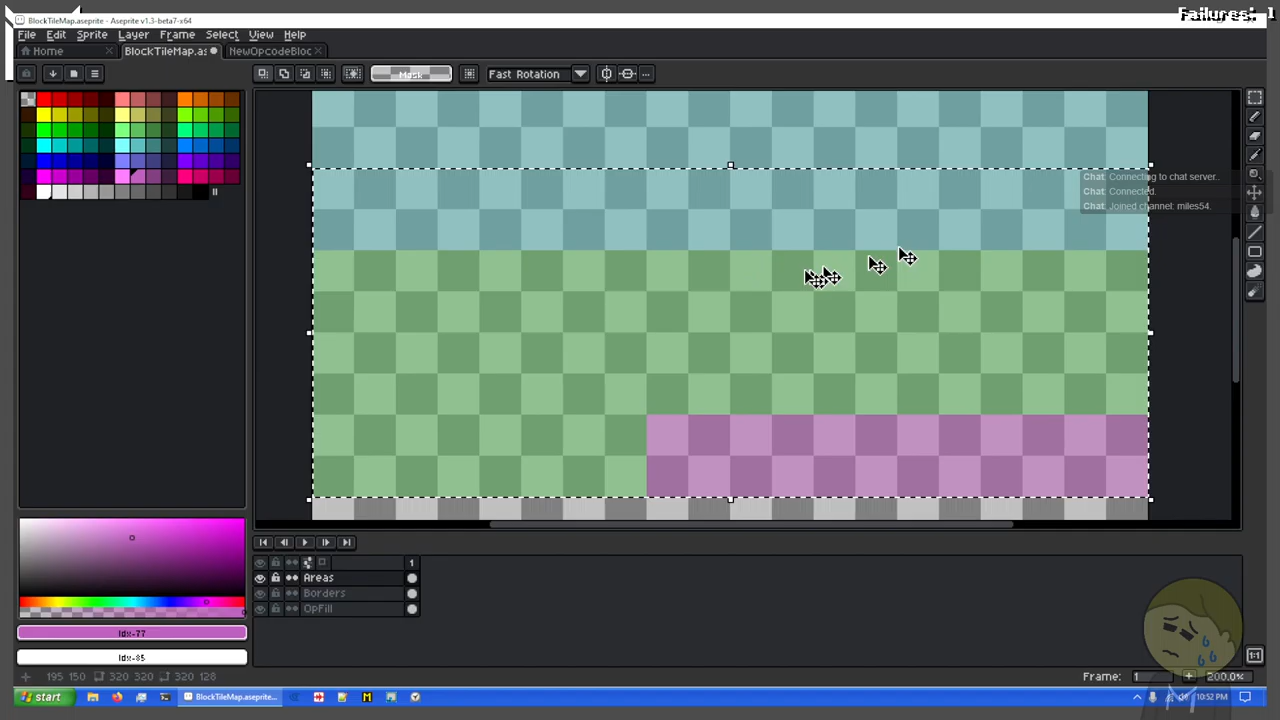 Failures: 1
BlockTileMap.aseprite - Aseprite v1.3-beta7-x64
File Edit Sprite Layer Frame Select View Help
Home BlockTileMap.as NewOpcodeBloc
Mask Fast Rotation
Chat Connecting to chat server..
Chat Connected.
Chat Joined channel: miles54.
1
Areas
Borders
OpFill
Idx-77
Idx-85
195 150 320 320 320 128 Frame: 1 200.0%
1:1
start BlockTileMap.aseprite... M 10:52 PM